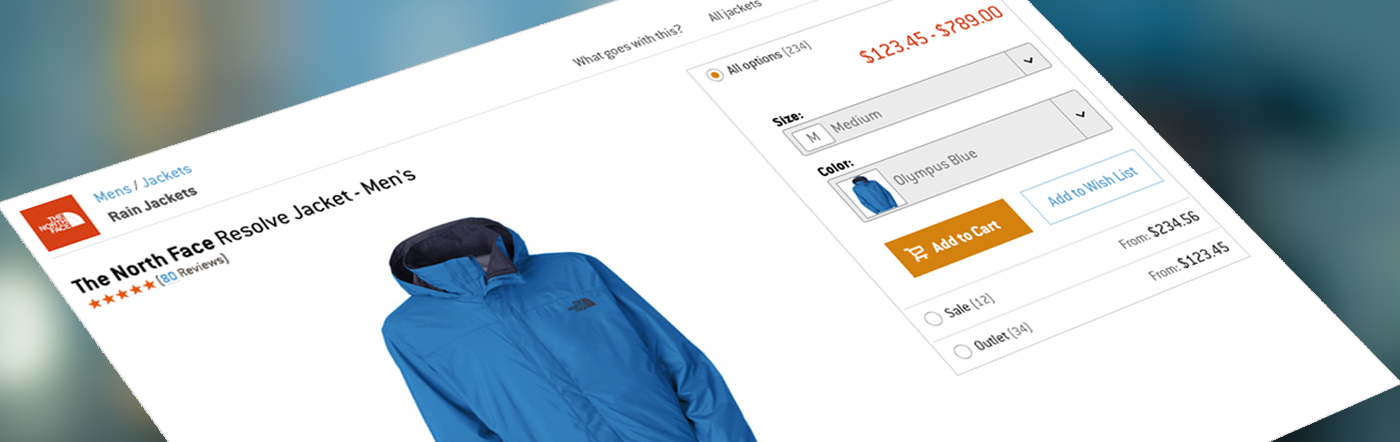 What goes with this?
All jackets
THE
NORTH
FACE
Mens / Jackets
Rain Jackets
The North Face Resolve Jacket - Men's
(80 Reviews)
All options (234)
$123.45 - $789.00
Size:
M Medium
Color:
Olympus Blue
Add to Cart
Add to Wish List
Sale (12)
From: $234.56
Outlet (34)
From: $123.45